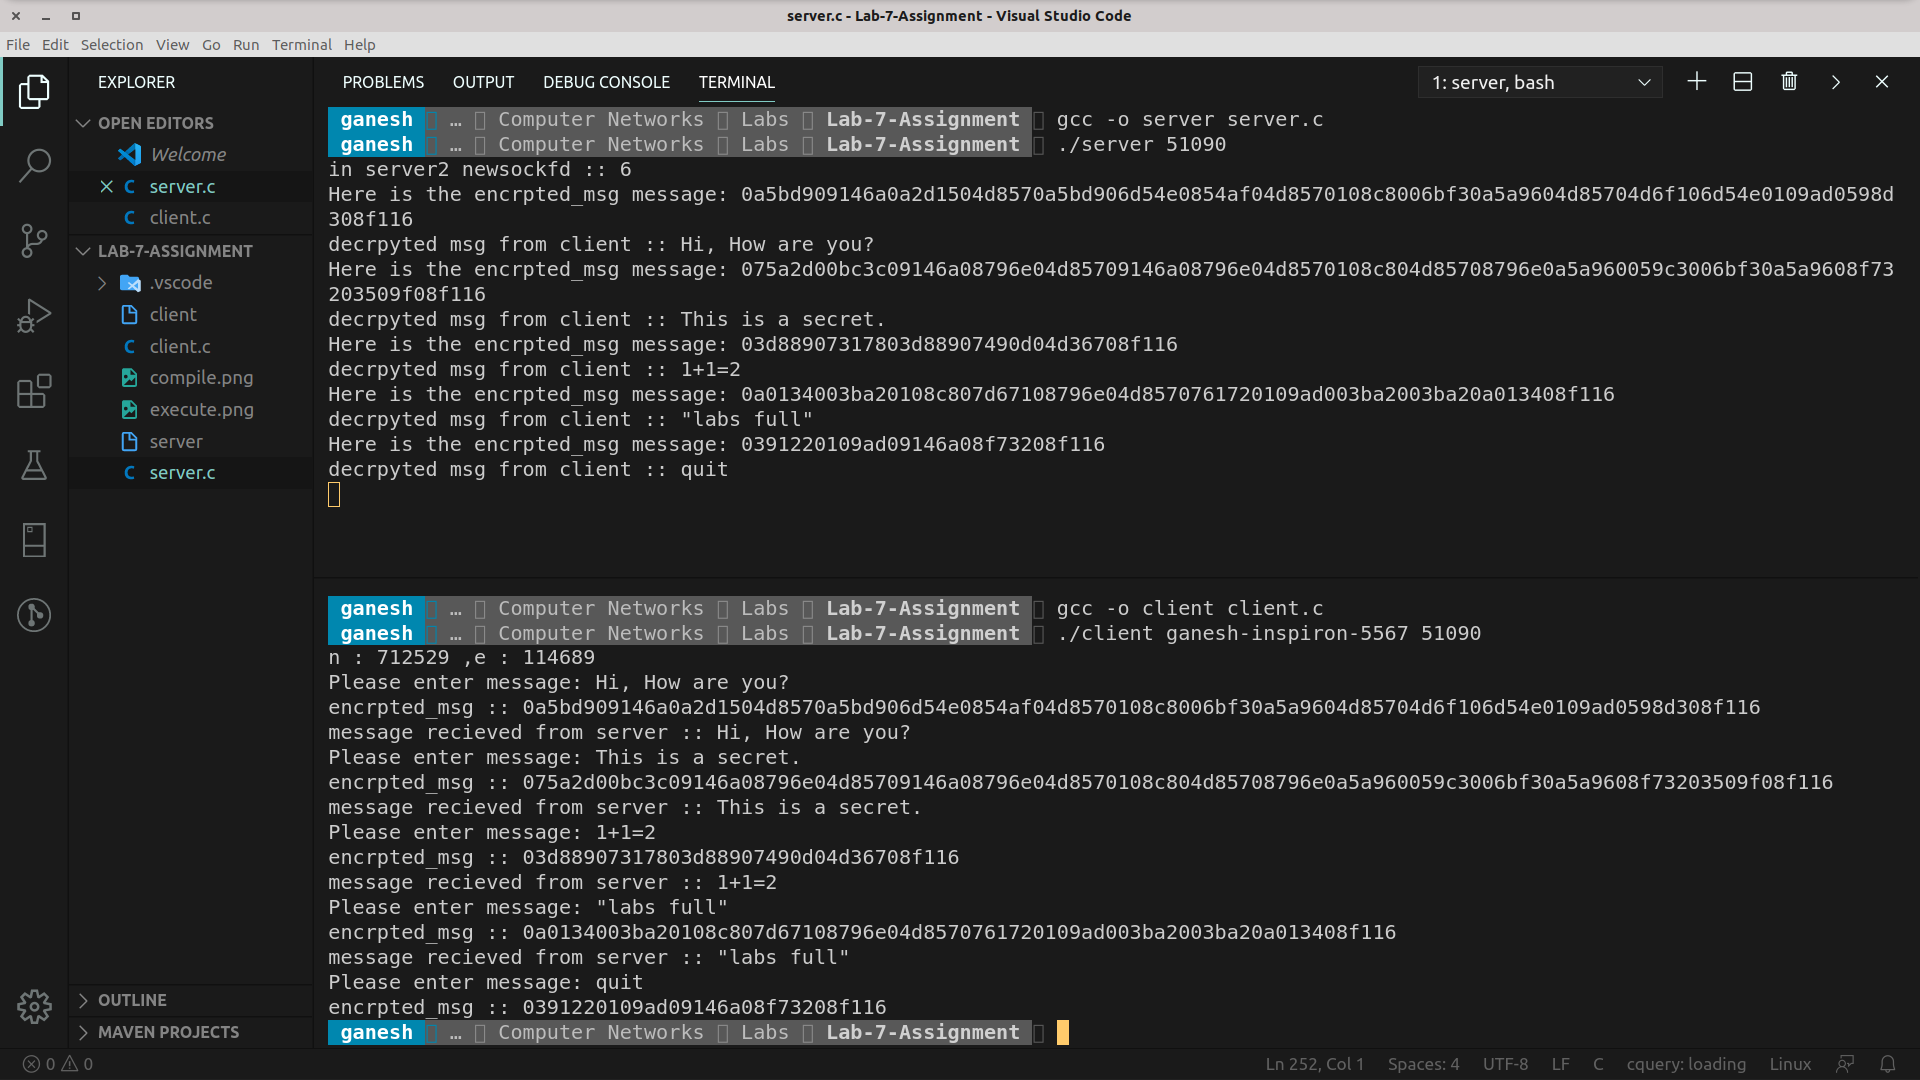 server.c - Lab-7-Assignment - Visual Studio Code
File Edit Selection View Go Run Terminal Help
EXPLORER
OPEN EDITORS
Welcome
server.c
client.c
LAB-7-ASSIGNMENT
.vscode
client
client.c
compile.png
execute.png
server
server.c
OUTLINE
MAVEN PROJECTS
PROBLEMS OUTPUT DEBUG CONSOLE TERMINAL
1: server, bash
ganesh … Computer Networks Labs Lab-7-Assignment gcc -o server server.c
ganesh … Computer Networks Labs Lab-7-Assignment ./server 51090
in server2 newsockfd :: 6
Here is the encrypted_msg message: 0a5bd909146a0a2d1504d8570a5bd906d54e0854af04d8570108c8006bf30a5a9604d85704d6f106d54e0109ad0598d
308f116
decrpyted msg from client :: Hi, How are you?
Here is the encrpted_msg message: 075a2d00bc3c09146a08796e04d85709146a08796e04d8570108c804d85708796e0a5a960059c3006bf30a5a9608f73
203509f08f116
decrpyted msg from client :: This is a secret.
Here is the encrpted_msg message: 03d88907317803d88907490d04d36708f116
decrpyted msg from client :: 1+1=2
Here is the encrpted_msg message: 0a0134003ba20108c807d67108796e04d8570761720109ad003ba2003ba20a013408f116
decrpyted msg from client :: "labs full"
Here is the encrpted_msg message: 0391220109ad09146a08f73208f116
decrpyted msg from client :: quit
ganesh … Computer Networks Labs Lab-7-Assignment gcc -o client client.c
ganesh … Computer Networks Labs Lab-7-Assignment ./client ganesh-inspiron-5567 51090
n : 712529 ,e : 114689
Please enter message: Hi, How are you?
encrpted_msg :: 0a5bd909146a0a2d1504d8570a5bd906d54e0854af04d8570108c8006bf30a5a9604d85704d6f106d54e0109ad0598d308f116
message recieved from server :: Hi, How are you?
Please enter message: This is a secret.
encrpted_msg :: 075a2d00bc3c09146a08796e04d85709146a08796e04d8570108c804d85708796e0a5a960059c3006bf30a5a9608f73203509f08f116
message recieved from server :: This is a secret.
Please enter message: 1+1=2
encrpted_msg :: 03d88907317803d88907490d04d36708f116
message recieved from server :: 1+1=2
Please enter message: "labs full"
encrpted_msg :: 0a0134003ba20108c807d67108796e04d8570761720109ad003ba2003ba20a013408f116
message recieved from server :: "labs full"
Please enter message: quit
encrpted_msg :: 0391220109ad09146a08f73208f116
ganesh … Computer Networks Labs Lab-7-Assignment
0 0 Ln 252, Col 1 Spaces: 4 UTF-8 LF C cquery: loading Linux